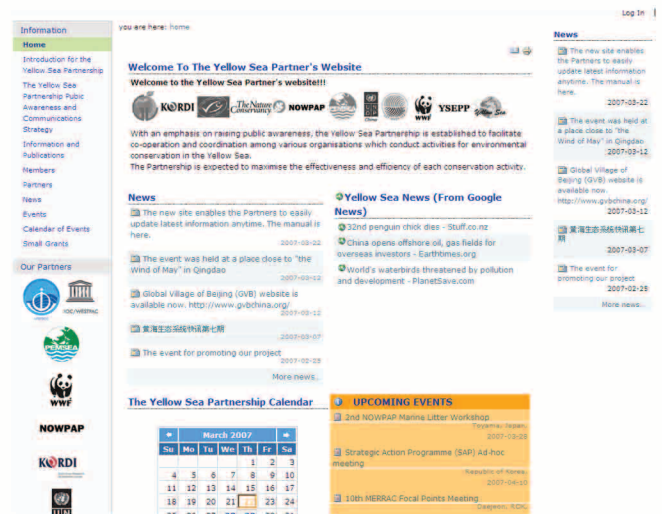 Log In
you are here: home
Information
Home
Introduction for the
Yellow Sea Partnership
The Yellow Sea
Partnership Pubic
Awareness and
Communications
Strategy
Information and
Publications
Members
Partners
News
Events
Calendar of Events
Small Grants
Our Partners
IOC/WESTPAC
PEMSEA
WWF
NOWPAP
KORDI
Welcome To The Yellow Sea Partner's Website
Welcome to the Yellow Sea Partner's website!!!
KORDI The Nature Conservancy NOWPAP WWF YSEPP Yellow Sea
With an emphasis on raising public awareness, the Yellow Sea Partnership is established to facilitate
co-operation and coordination among various organisations which conduct activities for environmental
conservation in the Yellow Sea.
The Partnership is expected to maximise the effectiveness and efficiency of each conservation activity.
News
The new site enables the Partners to easily
update latest information anytime. The manual is
here.
2007-03-22
The event was held at a place close to "the
Wind of May" in Qingdao
2007-03-12
Global Village of Beijing (GVB) website is
available now. http://www.gvbchina.org/
2007-03-12
黄海生态系统快讯第七期
2007-03-07
The event for promoting our project
2007-02-25
More news...
Yellow Sea News (From Google
News)
32nd penguin chick dies - Stuff.co.nz
China opens offshore oil, gas fields for
overseas investors - Earthtimes.org
World's waterbirds threatened by pollution
and development - PlanetSave.com
The Yellow Sea Partnership Calendar
March 2007
Su Mo Tu We Th Fr Sa
1 2 3
4 5 6 7 8 9 10
11 12 13 14 15 16 17
18 19 20 21 23 24
UPCOMING EVENTS
2nd NOWPAP Marine Litter Workshop
Toyama, Japan,
Strategic Action Programme (SAP) Ad-hoc
meeting
Republic of Korea,
2007-04-10
10th MERRAC Focal Points Meeting
Daejeon, ROK,
News
The new site enables
the Partners to easily
update latest information
anytime. The manual is
here.
2007-03-22
The event was held at
a place close to "the
Wind of May" in Qingdao
2007-03-12
Global Village of
Beijing (GVB) website is
available now.
http://www.gvbchina.org/
2007-03-12
黄海生态系统快讯第七
期
2007-03-07
The event for
promoting our project
2007-02-25
More news...